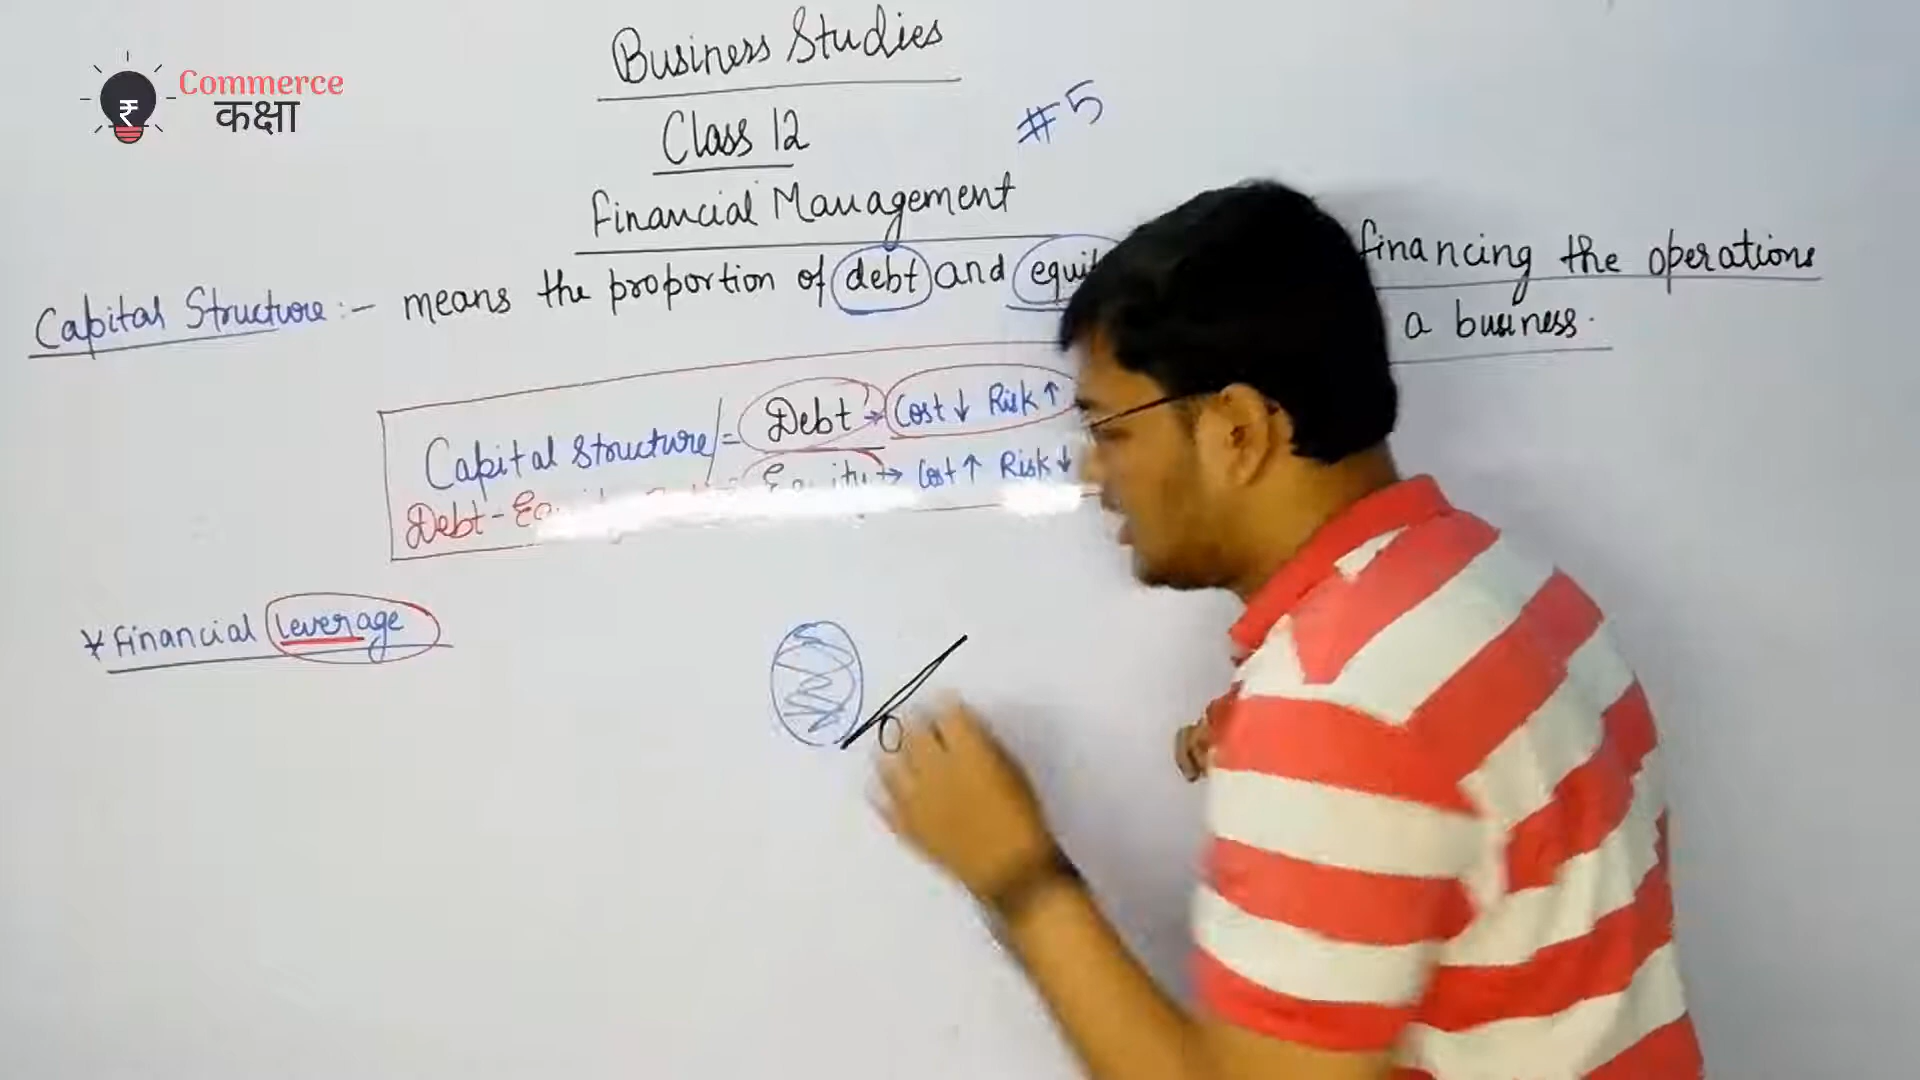 Commerce
कक्षा
₹
Business Studies
Class 12
#5
Financial Management
Capital Structure :- means the proportion of debt and financing the operations
a business.
Capital Structure = Debt → Cost ↓ Risk ↑
Equity → Cost ↑ Risk ↓
Debt -
* Financial leverage